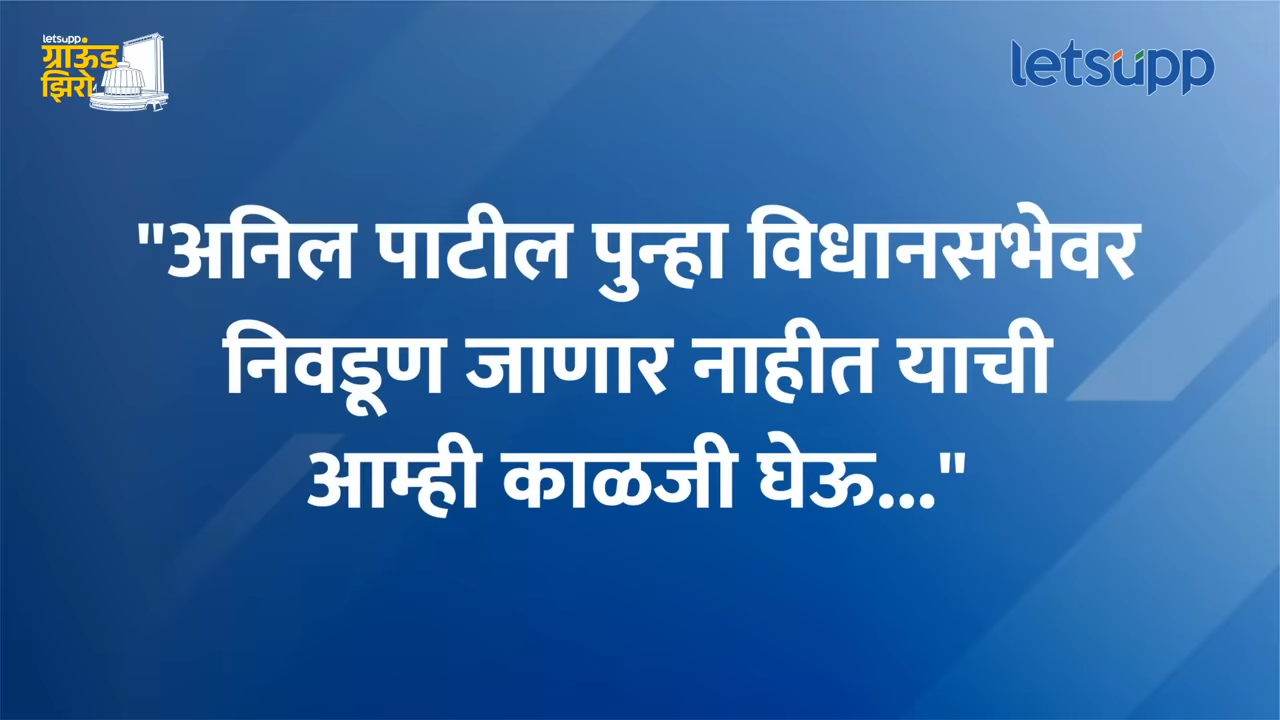 letsupp
ग्राऊंड
झिरो
letsupp
"अनिल पाटील पुन्हा विधानसभेवर
निवडूण जाणार नाहीत याची
आम्ही काळजी घेऊ..."